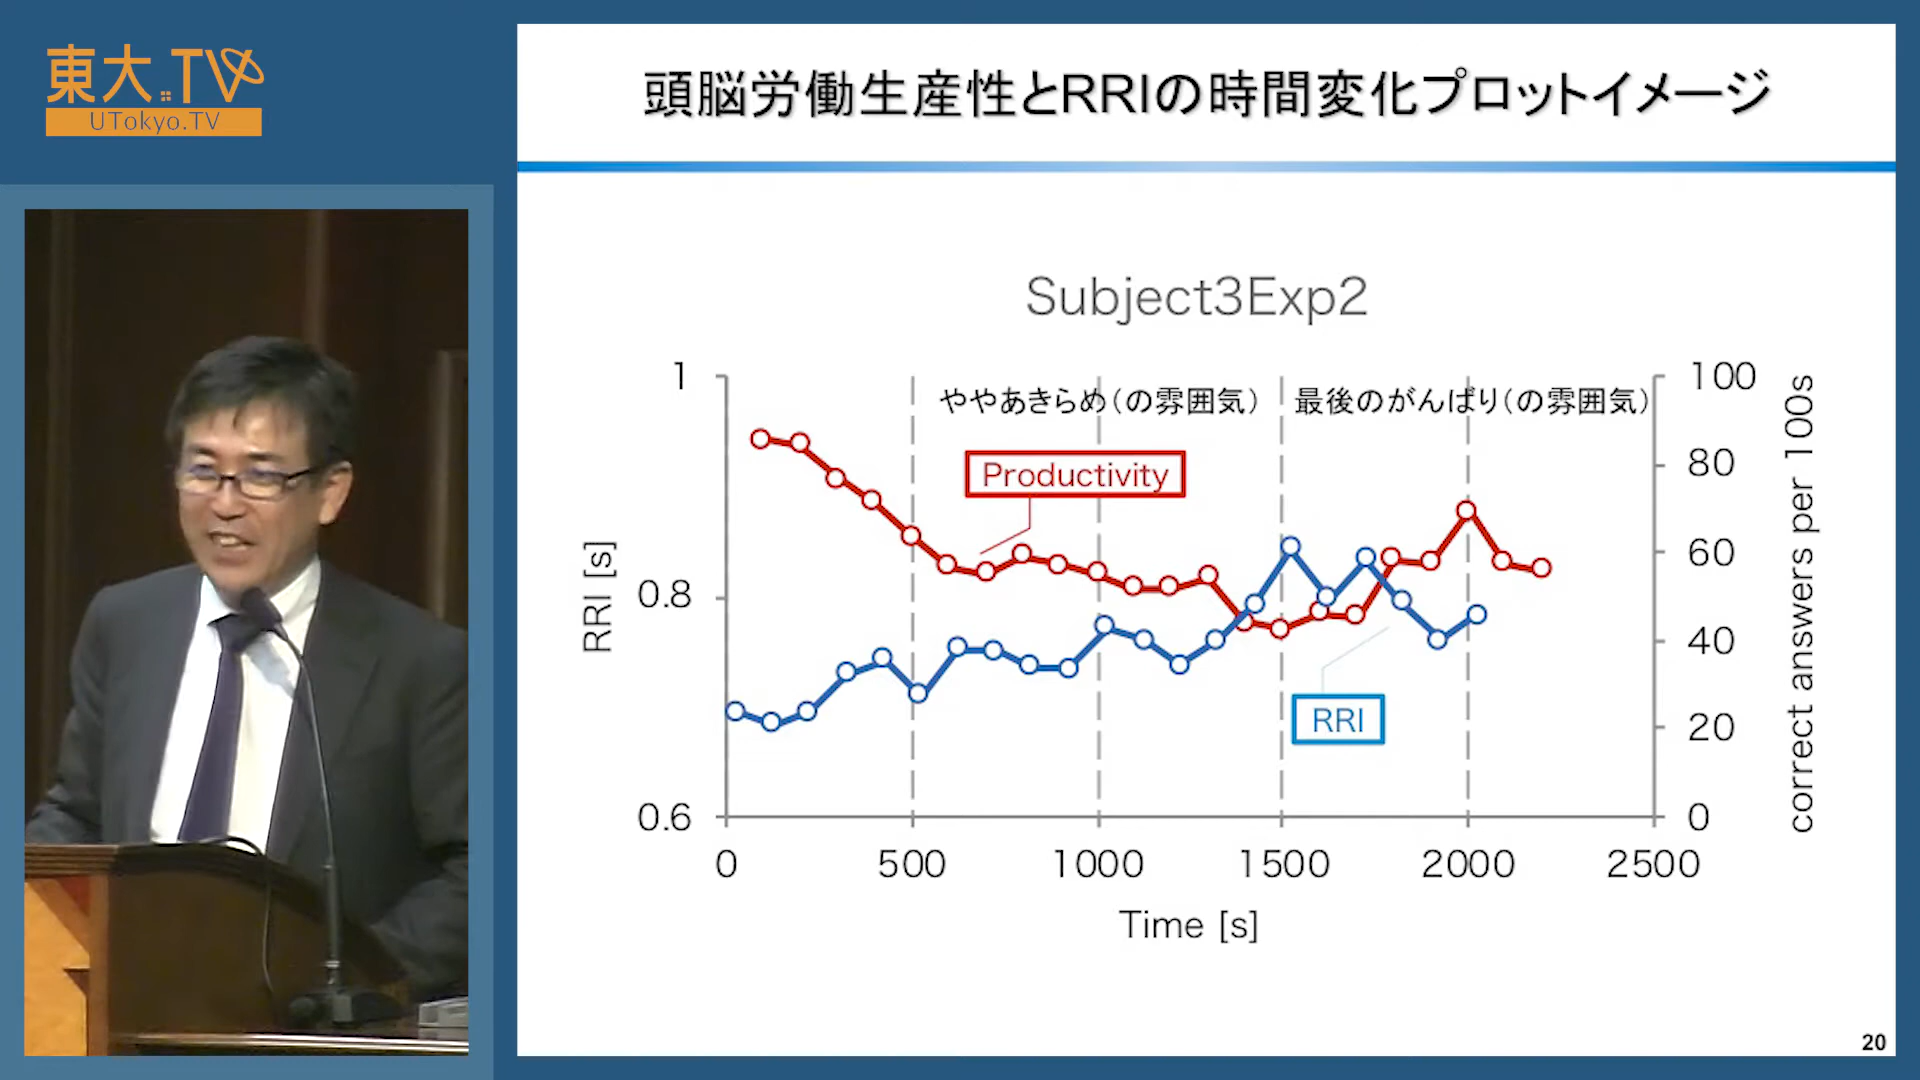 東大.TV
UTokyo.TV
頭脳労働生産性とRRIの時間変化プロットイメージ
Subject3Exp2
ややあきらめ(の雰囲気)
最後のがんばり(の雰囲気)
Productivity
RRI
RRI [s]
1
0.8
0.6
100
80
60
40
20
0
correct answers per 100s
0
500
1000
1500
2000
2500
Time [s]
20